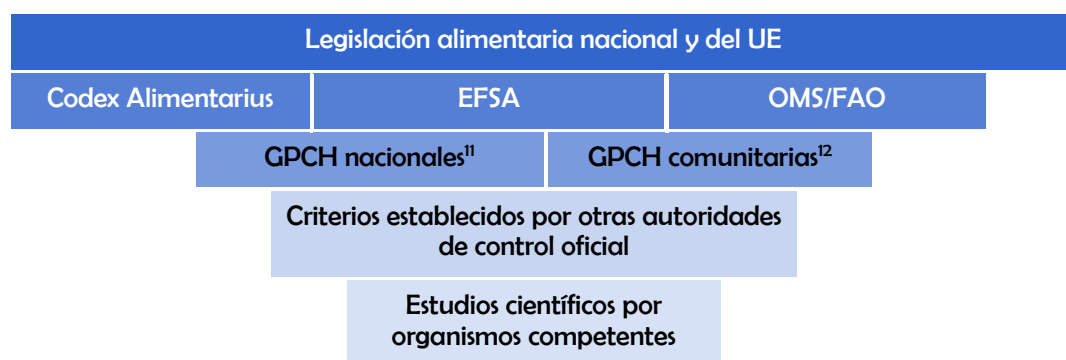 Legislación alimentaria nacional y del UE
Codex Alimentarius EFSA OMS/FAO
GPCH nacionales¹¹ GPCH comunitarias¹²
Criterios establecidos por otras autoridades
de control oficial
Estudios científicos por
organismos competentes